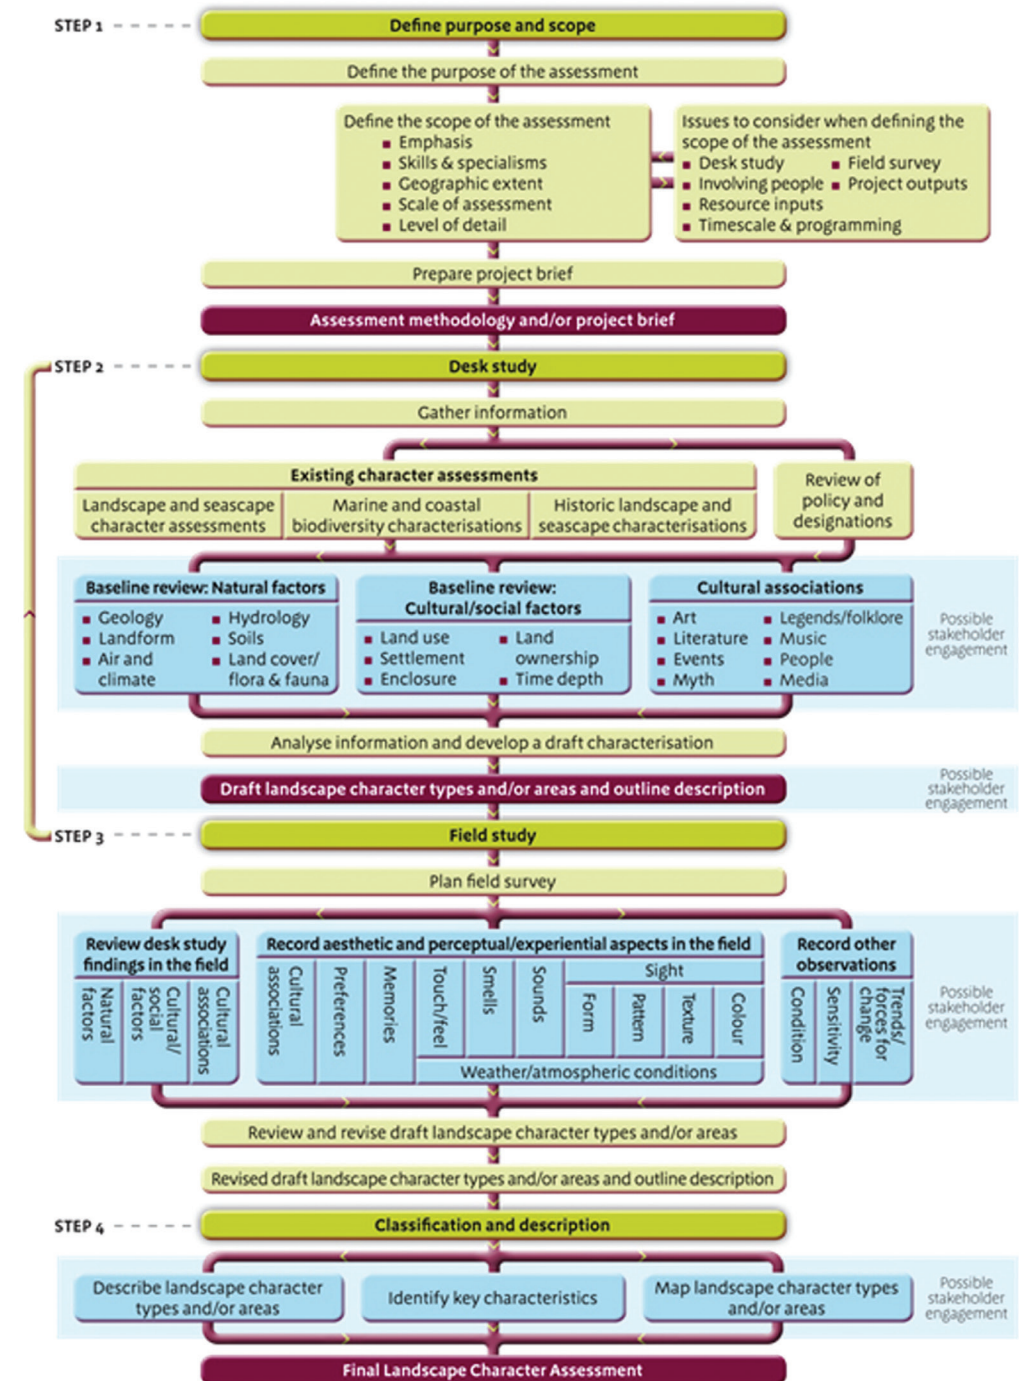 STEP 1
Define purpose and scope
Define the purpose of the assessment
Define the scope of the assessment
Emphasis
Skills & specialisms
Geographic extent
Scale of assessment
Level of detail
Issues to consider when defining the
scope of the assessment
Desk study
Field survey
Involving people
Project outputs
Resource inputs
Timescale & programming
Prepare project brief
Assessment methodology and/or project brief
STEP 2
Desk study
Gather information
Existing character assessments
Landscape and seascape
character assessments
Marine and coastal
biodiversity characterisations
Historic landscape and
seascape characterisations
Review of
policy and
designations
Baseline review: Natural factors
Geology
Landform
Air and
climate
Hydrology
Soils
Land cover/
flora & fauna
Baseline review:
Cultural/social factors
Land use
Settlement
Enclosure
Land
ownership
Time depth
Cultural associations
Art
Literature
Events
Myth
Legends/folklore
Music
People
Media
Possible
stakeholder
engagement
Analyse information and develop a draft characterisation
Draft landscape character types and/or areas and outline description
Possible
stakeholder
engagement
STEP 3
Field study
Plan field survey
Review desk study
findings in the field
Natural
factors
Cultural/
social
factors
Cultural
associations
Record aesthetic and perceptual/experiential aspects in the field
Cultural
associations
Preferences
Memories
Touch/feel
Smells
Sounds
Sight
Form
Pattern
Texture
Colour
Weather/atmospheric conditions
Record other
observations
Condition
Sensitivity
Trends/
forces for
change
Possible
stakeholder
engagement
Review and revise draft landscape character types and/or areas
Revised draft landscape character types and/or areas and outline description
STEP 4
Classification and description
Describe landscape character
types and/or areas
Identify key characteristics
Map landscape character types
and/or areas
Possible
stakeholder
engagement
Final Landscape Character Assessment